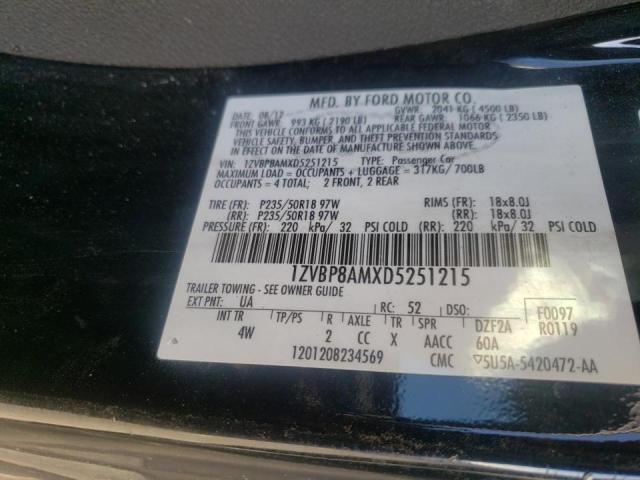 MFD. BY FORD MOTOR CO.
DATE: 08/12 GVWR: 2041 KG ( 4500 LB)
FRONT GAWR: 993 KG ( 2190 LB) REAR GAWR: 1066 KG ( 2350 LB)
THIS VEHICLE CONFORMS TO ALL APPLICABLE FEDERAL MOTOR
VEHICLE SAFETY, BUMPER, AND THEFT PREVENTION STANDARDS
IN EFFECT ON THE DATE OF MANUFACTURE SHOWN ABOVE.
VIN: 1ZVBP8AMXD5251215 TYPE: Passenger Car
MAXIMUM LOAD = OCCUPANTS + LUGGAGE = 317KG/ 700LB
OCCUPANTS = 4 TOTAL; 2 FRONT, 2 REAR
TIRE (FR): P235/50R18 97W RIMS (FR): 18x8.0J
(RR): P235/50R18 97W (RR): 18x8.0J
PRESSURE (FR): 220 kPa/ 32 PSI COLD (RR): 220 kPa/ 32 PSI COLD
1ZVBP8AMXD5251215
TRAILER TOWING - SEE OWNER GUIDE
EXT PNT: UA RC: 52 DSO: F0097
INT TR TP/PS R AXLE TR SPR DZF2A R0119
4W 2 CC X AACC 60A
1201208234569 CMC 5U5A-5420472-AA